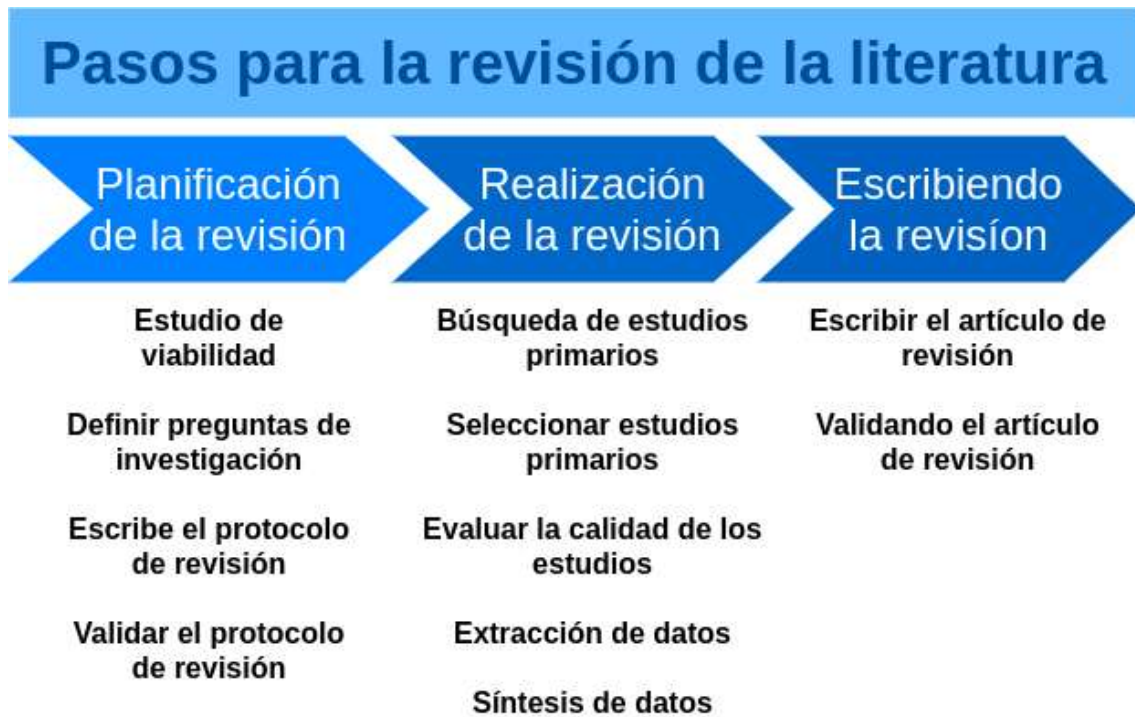 Pasos para la revisión de la literatura
Planificación
de la revisión
Estudio de
viabilidad
Definir preguntas de
investigación
Escribe el protocolo
de revisión
Validar el protocolo
de revisión
Realización
de la revisión
Búsqueda de estudios
primarios
Seleccionar estudios
primarios
Evaluar la calidad de los
estudios
Extracción de datos
Síntesis de datos
Escribiendo
la revisíon
Escribir el artículo de
revisión
Validando el artículo
de revisión